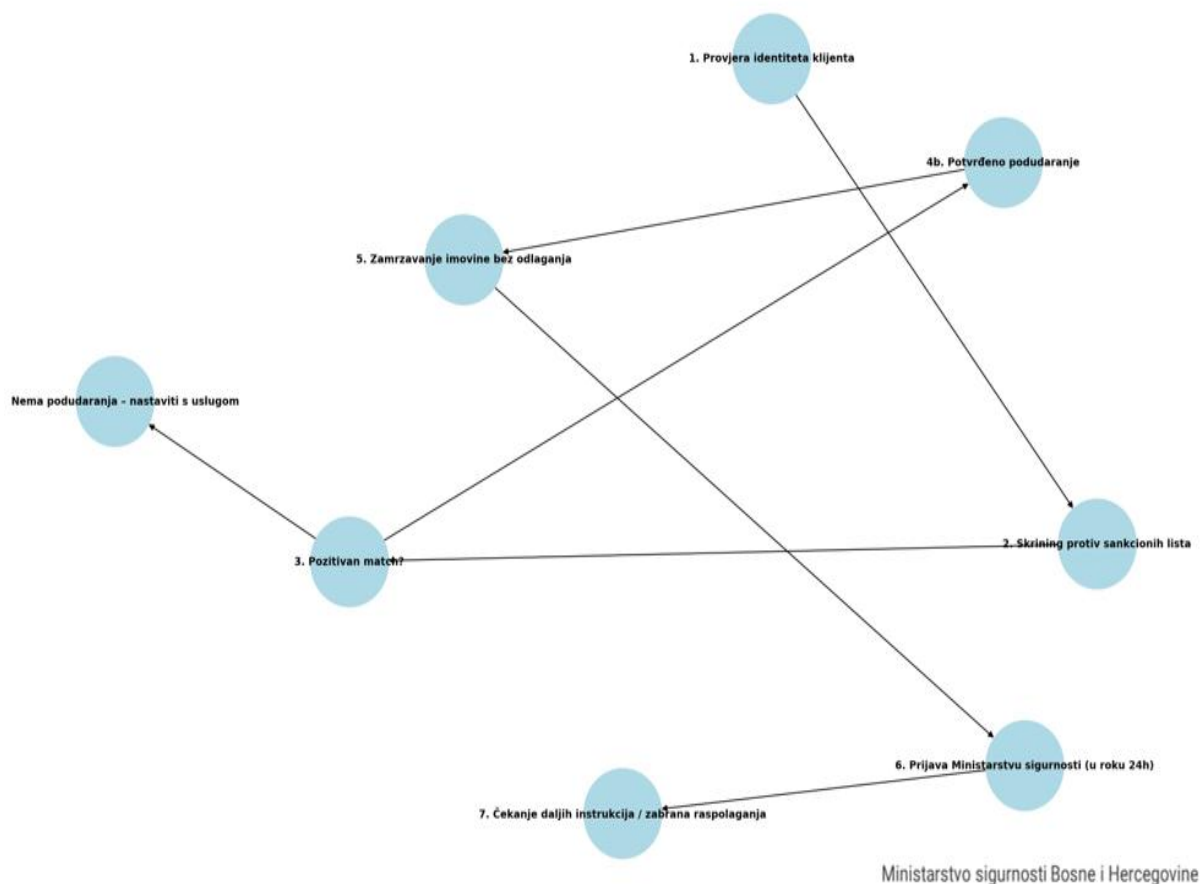 1. Provjera identiteta klijenta
4b. Potvrđeno podudaranje
5. Zamrzavanje imovine bez odlaganja
Nema podudaranja – nastaviti s uslugom
2. Skrining protiv sankcionih lista
3. Pozitivan match?
6. Prijava Ministarstvu sigurnosti (u roku 24h)
7. Čekanje daljih instrukcija / zabrana raspolaganja
Ministarstvo sigurnosti Bosne i Hercegovine